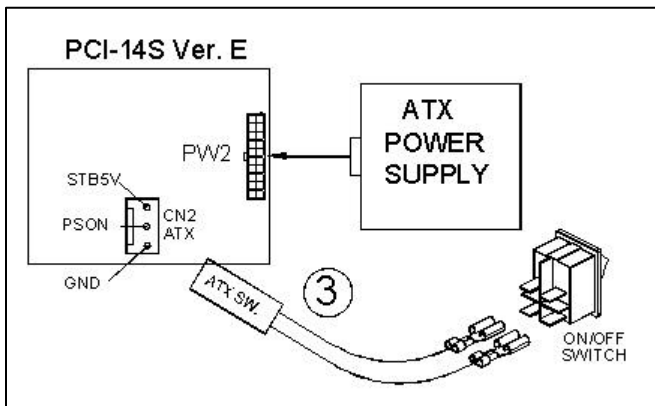 PCI-14S Ver. E
ATX
POWER
SUPPLY
PW2
STB5V
PSON
CN2
ATX
GND
ATX SW.
3
ON/OFF
SWITCH